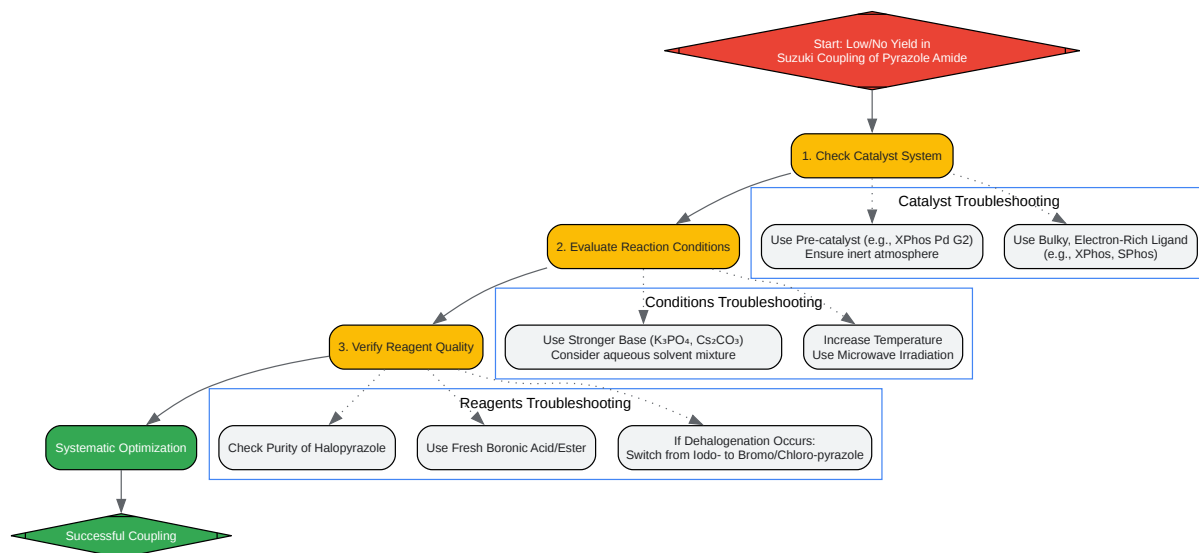 Start: Low/No Yield in
Suzuki Coupling of Pyrazole Amide
1. Check Catalyst System
Catalyst Troubleshooting
Use Pre-catalyst (e.g., XPhos Pd G2)
Ensure inert atmosphere
Use Bulky, Electron-Rich Ligand
(e.g., XPhos, SPhos)
2. Evaluate Reaction Conditions
Conditions Troubleshooting
Use Stronger Base (K₃PO₄, Cs₂CO₃)
Consider aqueous solvent mixture
Increase Temperature
Use Microwave Irradiation
3. Verify Reagent Quality
Reagents Troubleshooting
Check Purity of Halopyrazole
Use Fresh Boronic Acid/Ester
If Dehalogenation Occurs:
Switch from Iodo- to Bromo/Chloro-pyrazole
Systematic Optimization
Successful Coupling